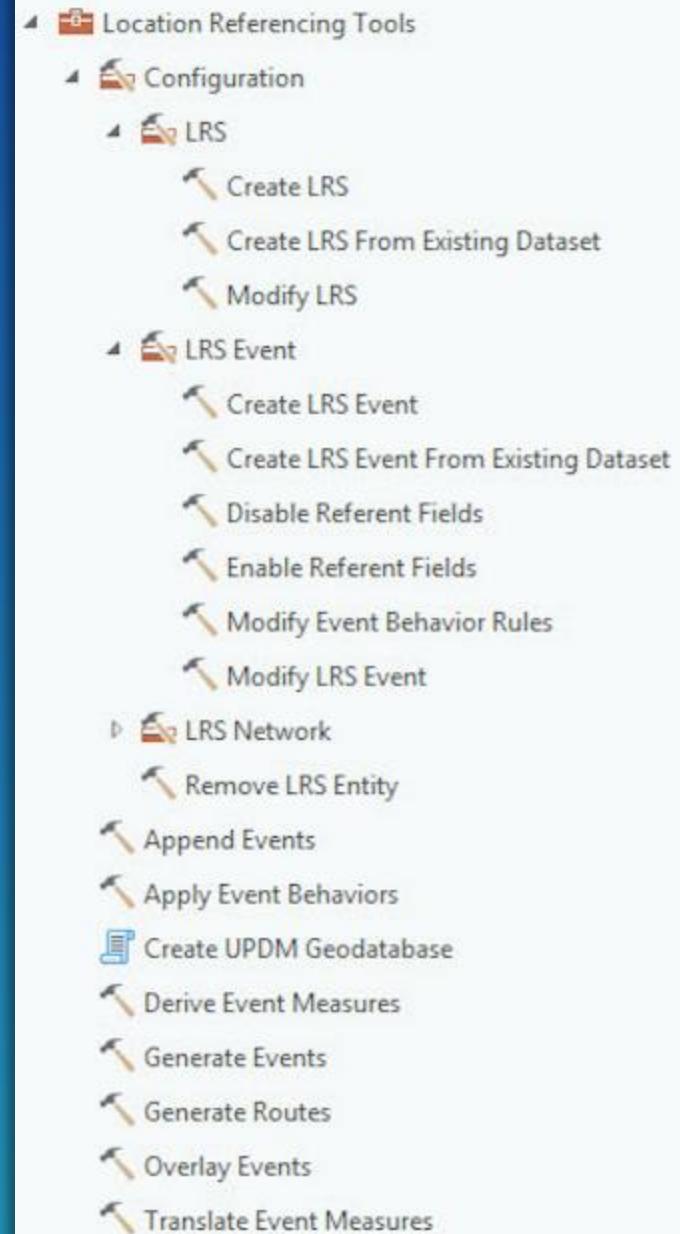 Location Referencing Tools
Configuration
LRS
Create LRS
Create LRS From Existing Dataset
Modify LRS
LRS Event
Create LRS Event
Create LRS Event From Existing Dataset
Disable Referent Fields
Enable Referent Fields
Modify Event Behavior Rules
Modify LRS Event
LRS Network
Remove LRS Entity
Append Events
Apply Event Behaviors
Create UPDM Geodatabase
Derive Event Measures
Generate Events
Generate Routes
Overlay Events
Translate Event Measures